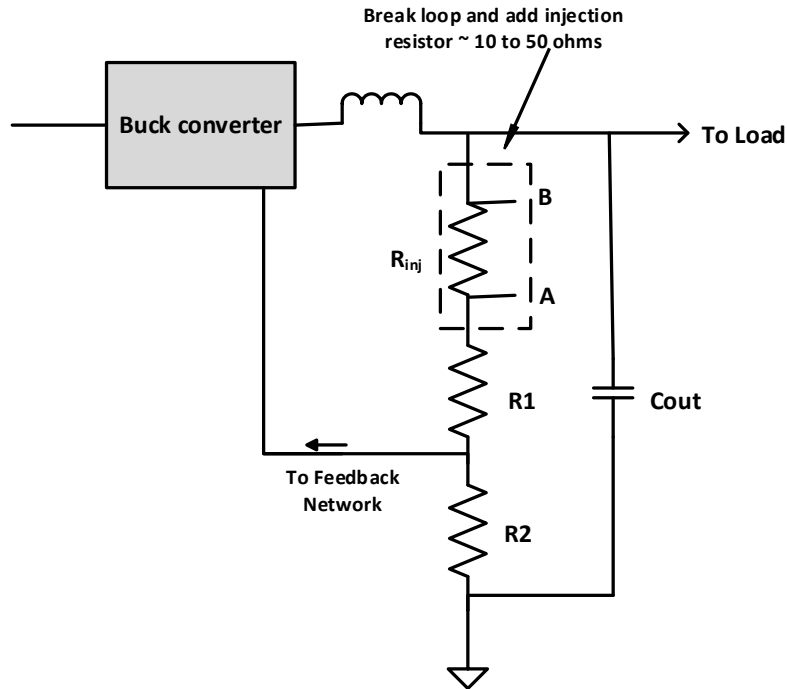 Break loop and add injection
resistor ~ 10 to 50 ohms
Buck converter
To Load
B
Rinj
A
R1
Cout
To Feedback
Network
R2